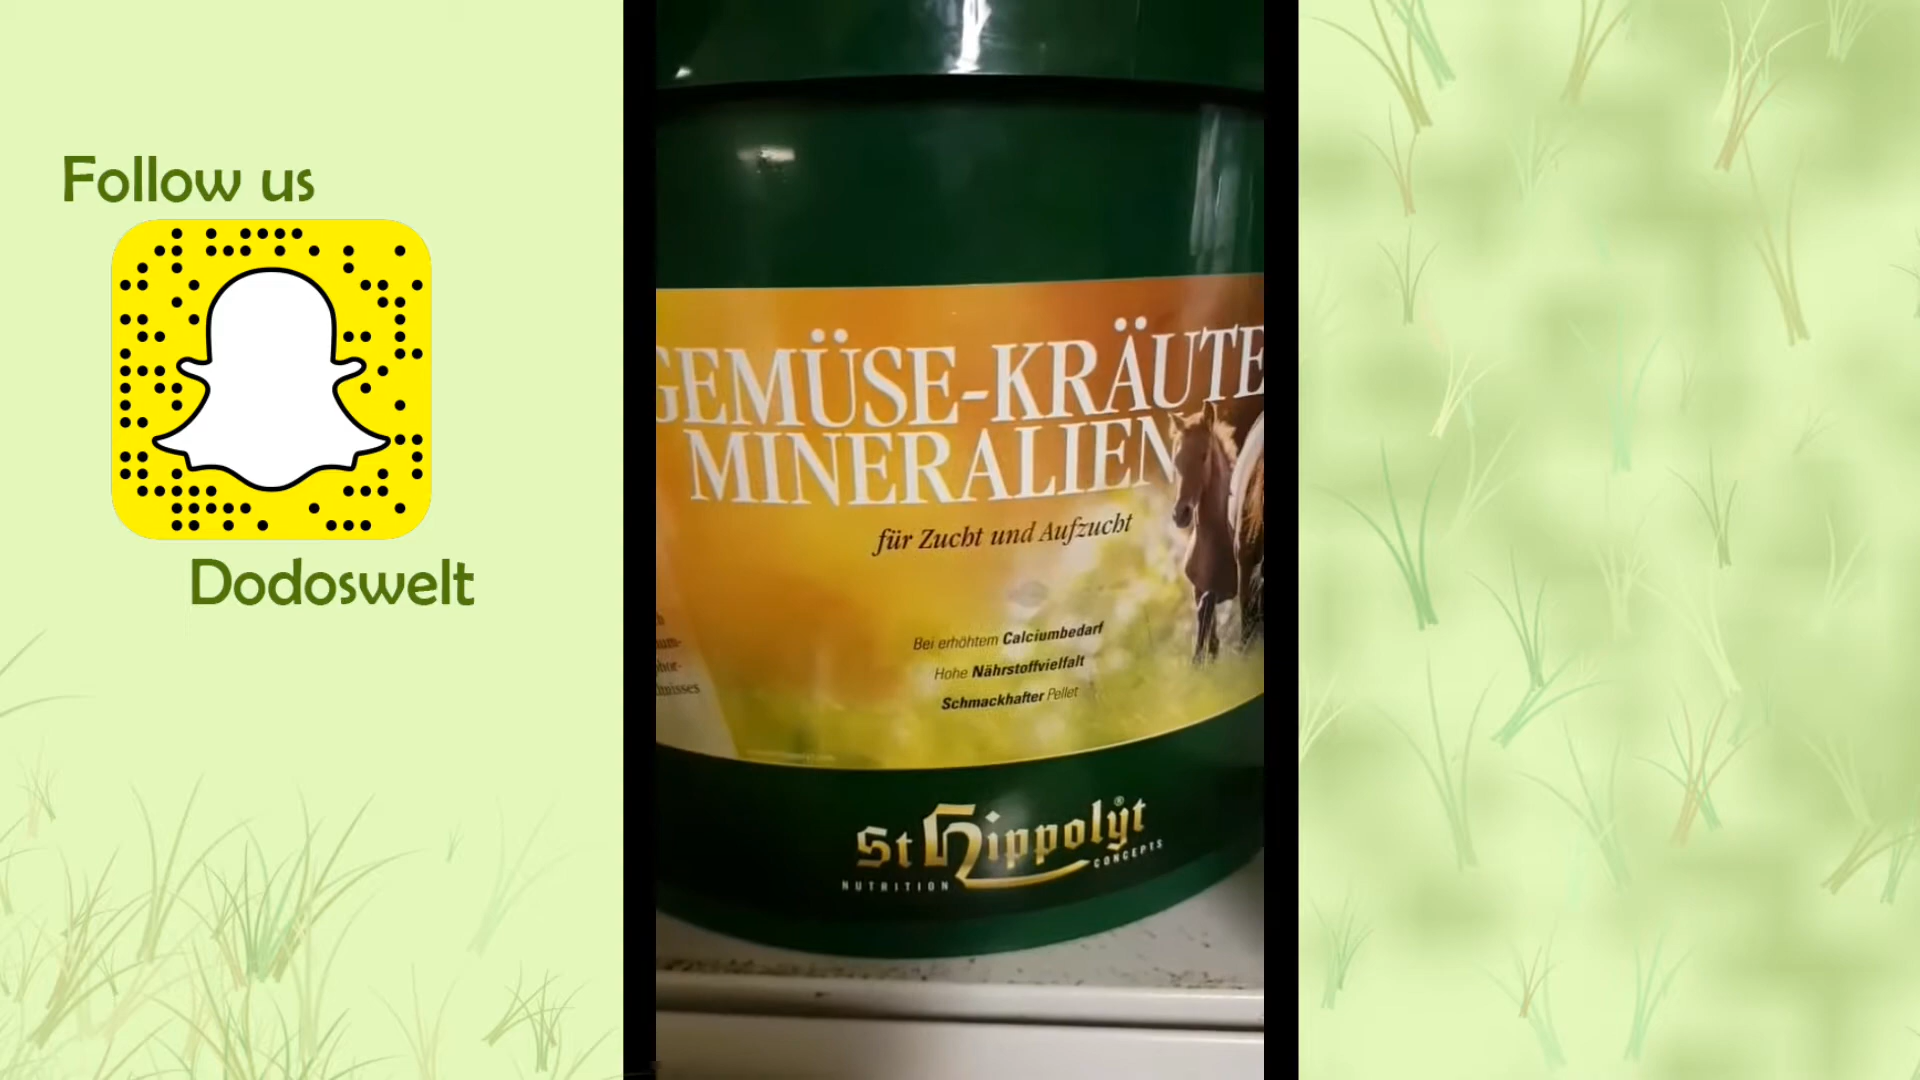 Follow us
Dodoswelt
GEMÜSE-KRÄUTE
MINERALIEN
für Zucht und Aufzucht
Bei erhöhtem Calciumbedarf
Hohe Nährstoffvielfalt
Schmackhafter Pellet
St Hippolyt®
NUTRITION CONCEPTS